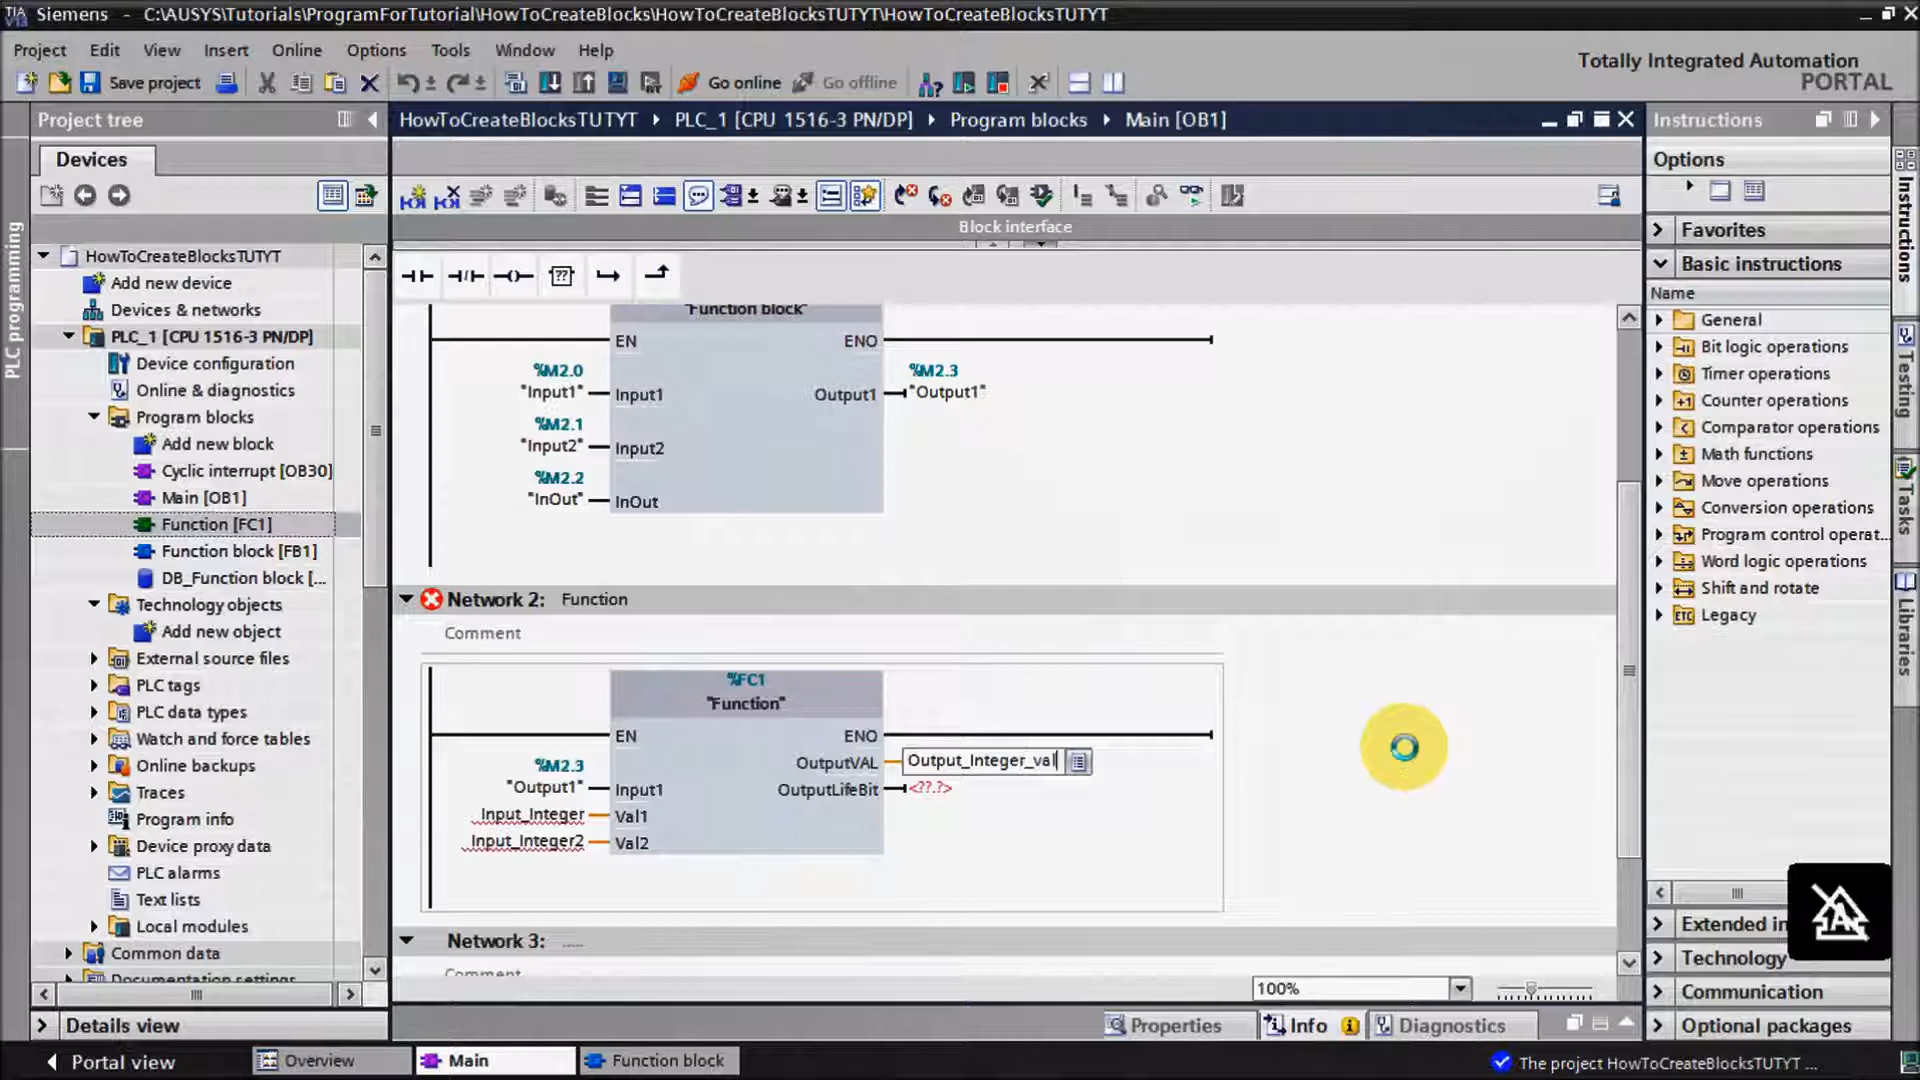 Siemens - C:\AUSYS\Tutorials\ProgramForTutorial\HowToCreateBlocks\HowToCreateBlocksTUTYT\HowToCreateBlocksTUTYT
Project Edit View Insert Online Options Tools Window Help
Totally Integrated Automation
PORTAL
Save project
Go online
Go offline
Project tree
HowToCreateBlocksTUTYT ▸ PLC_1 [CPU 1516-3 PN/DP] ▸ Program blocks ▸ Main [OB1]
Instructions
Devices
Options
Block interface
PLC programming
HowToCreateBlocksTUTYT
Add new device
Devices & networks
PLC_1 [CPU 1516-3 PN/DP]
Device configuration
Online & diagnostics
Program blocks
Add new block
Cyclic interrupt [OB30]
Main [OB1]
Function [FC1]
Function block [FB1]
DB_Function block [...
Technology objects
Add new object
External source files
PLC tags
PLC data types
Watch and force tables
Online backups
Traces
Program info
Device proxy data
PLC alarms
Text lists
Local modules
Common data
Documentation settings
Details view
"Function block"
EN ENO
%M2.0 %M2.3
"Input1" Input1 Output1 "Output1"
%M2.1
"Input2" Input2
%M2.2
"InOut" InOut
Network 2: Function
Comment
%FC1
"Function"
EN ENO
%M2.3 OutputVAL Output_Integer_val
"Output1" Input1 OutputLifeBit <??.?>
Input_Integer Val1
Input_Integer2 Val2
Network 3: .....
Comment
100%
Properties
Info
Diagnostics
Favorites
Basic instructions
Name
General
Bit logic operations
Timer operations
Counter operations
Comparator operations
Math functions
Move operations
Conversion operations
Program control operat...
Word logic operations
Shift and rotate
Legacy
Extended in
Technology
Communication
Optional packages
Instructions
Testing
Tasks
Libraries
Portal view
Overview
Main
Function block
The project HowToCreateBlocksTUTYT ...